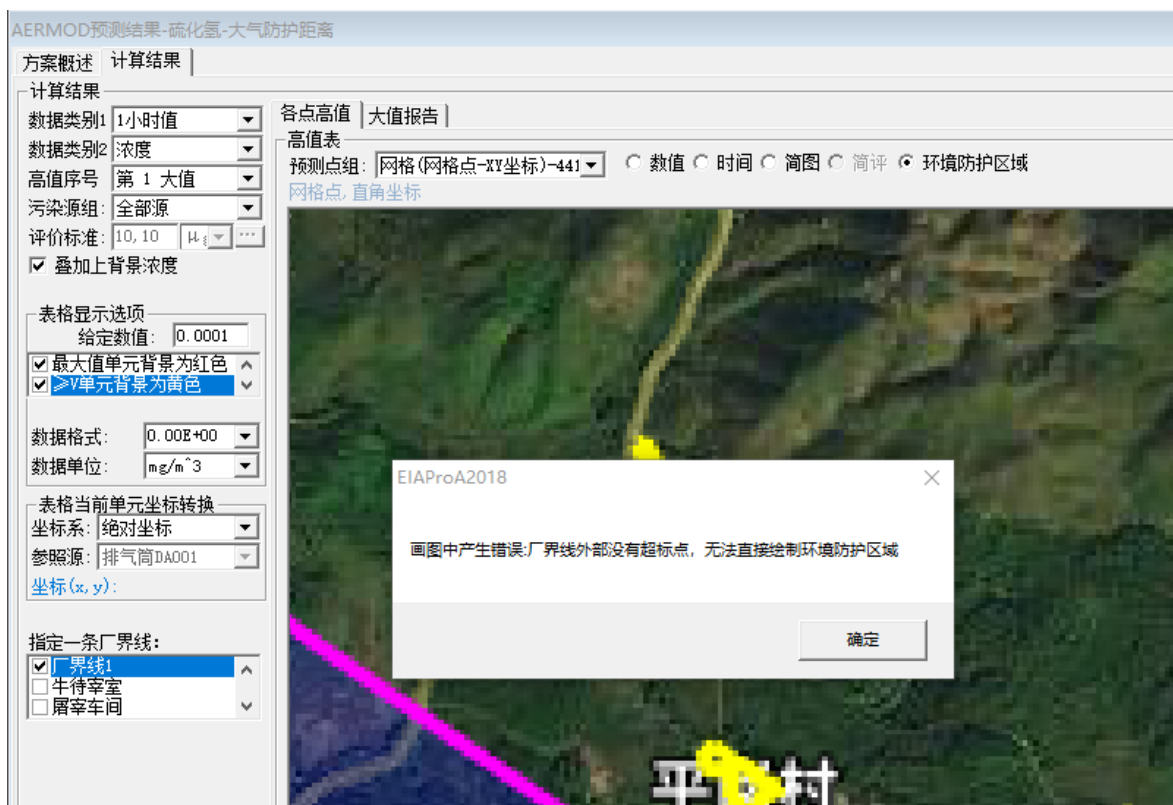 AERMOD预测结果-硫化氢-大气防护距离
方案概述 计算结果
计算结果
数据类别1 1小时值
数据类别2 浓度
高值序号 第 1 大值
污染源组: 全部源
评价标准: 10,10 μg ...
叠加上背景浓度
表格显示选项
给定数值: 0.0001
最大值单元背景为红色
≥V单元背景为黄色
数据格式: 0.00E+00
数据单位: mg/m^3
表格当前单元坐标转换
坐标系: 绝对坐标
参照源: 排气筒DA001
坐标(x,y):
指定一条厂界线:
厂界线1
牛待宰室
屠宰车间
各点高值 大值报告
高值表
预测点组: 网格(网格点-XY坐标)-441 数值 时间 简图 简评 环境防护区域
网格点,直角坐标
EIAProA2018
画图中产生错误:厂界线外部没有超标点，无法直接绘制环境防护区域
确定
村